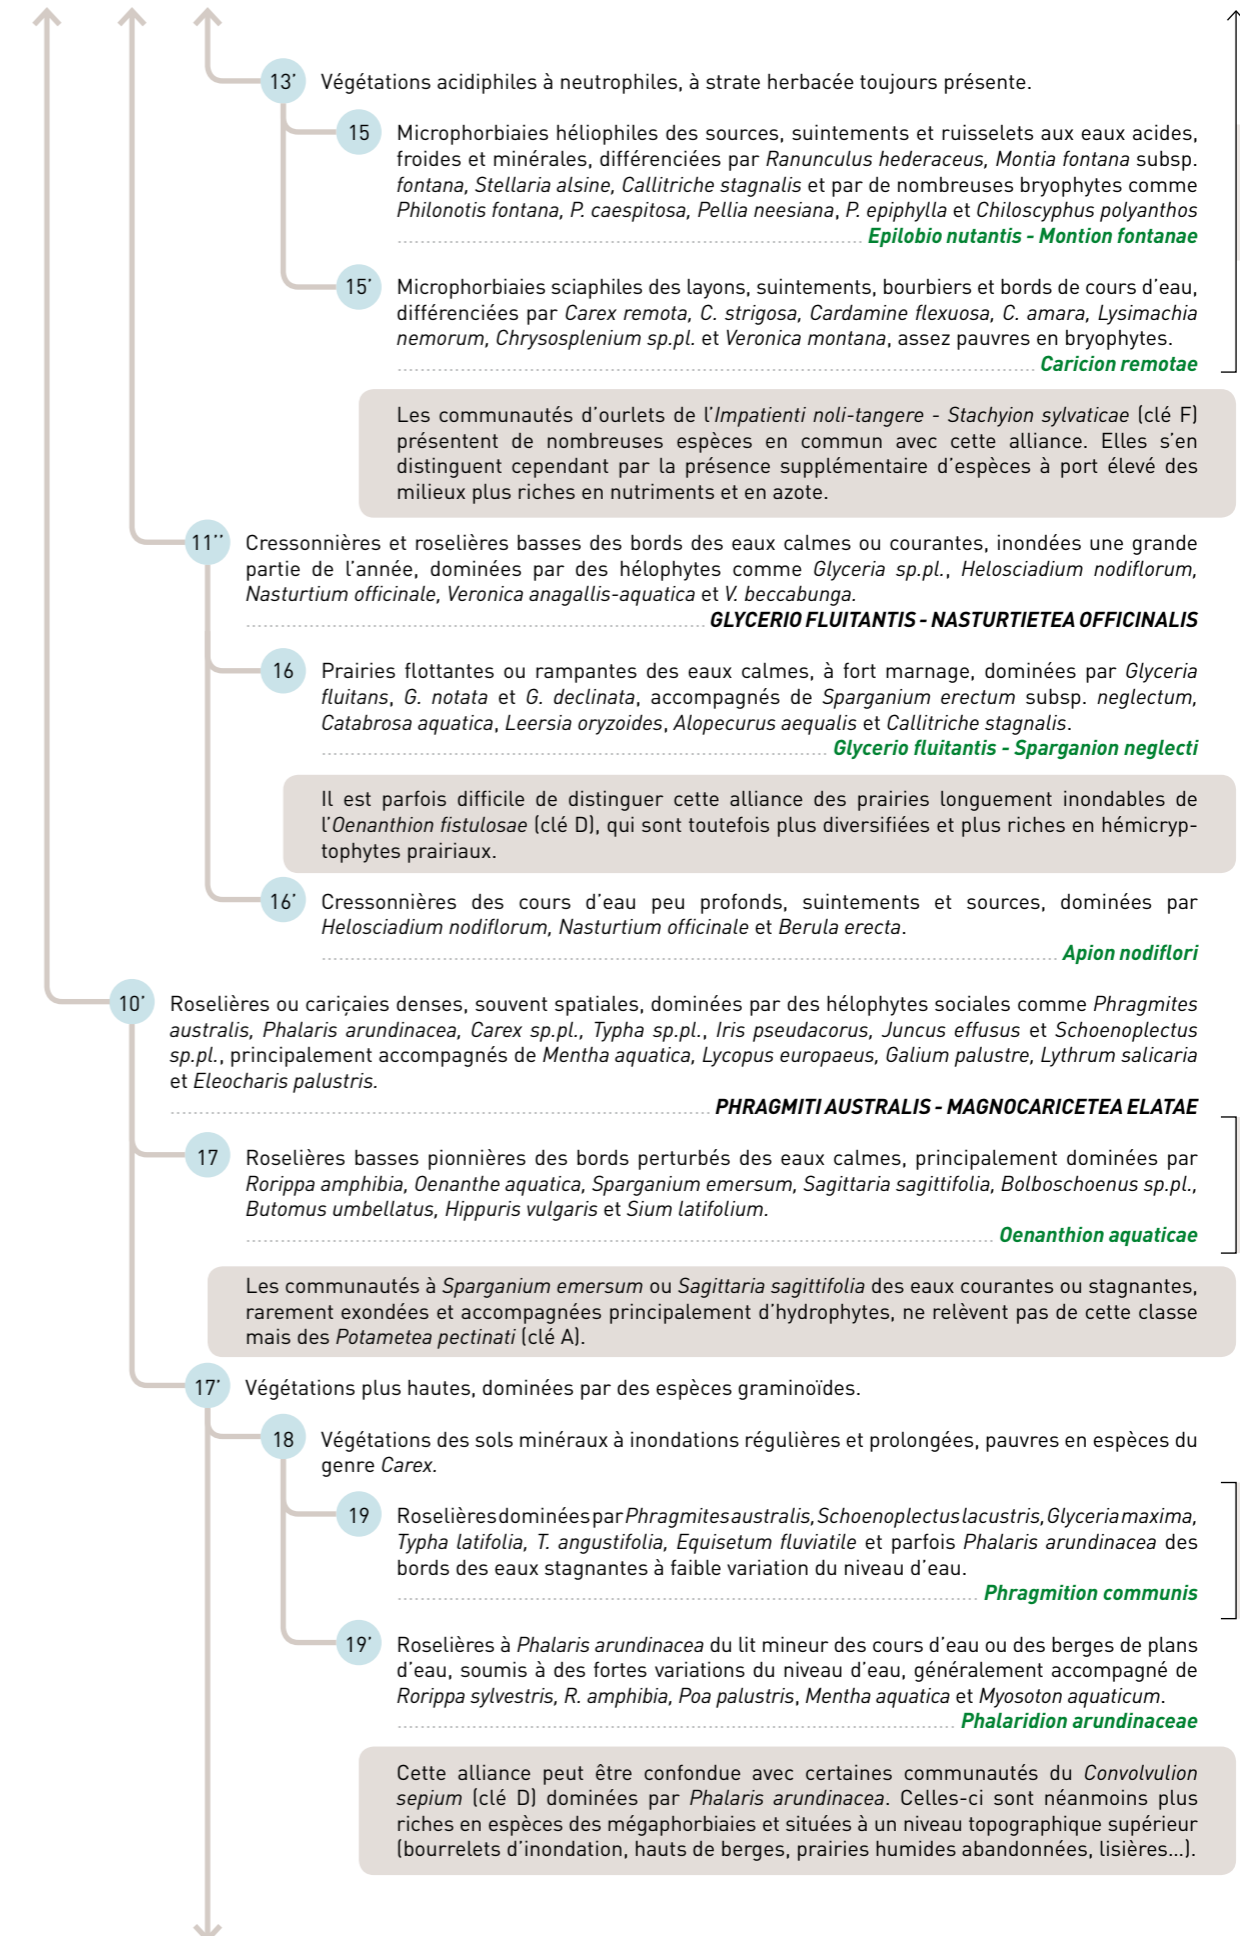 13’ Végétations acidiphiles à neutrophiles, à strate herbacée toujours présente.
15 Microphorbiaies héliophiles des sources, suintements et ruisselets aux eaux acides,
froides et minérales, différenciées par Ranunculus hederaceus, Montia fontana subsp.
fontana, Stellaria alsine, Callitriche stagnalis et par de nombreuses bryophytes comme
Philonotis fontana, P. caespitosa, Pellia neesiana, P. epiphylla et Chiloscyphus polyanthos
Epilobio nutantis - Montion fontanae
15’ Microphorbiaies sciaphiles des layons, suintements, bourbiers et bords de cours d’eau,
différenciées par Carex remota, C. strigosa, Cardamine flexuosa, C. amara, Lysimachia
nemorum, Chrysosplenium sp.pl. et Veronica montana, assez pauvres en bryophytes.
Caricion remotae
Les communautés d’ourlets de l’Impatienti noli-tangere - Stachyion sylvaticae (clé F)
présentent de nombreuses espèces en commun avec cette alliance. Elles s’en
distinguent cependant par la présence supplémentaire d’espèces à port élevé des
milieux plus riches en nutriments et en azote.
11’’ Cressonnières et roselières basses des bords des eaux calmes ou courantes, inondées une grande
partie de l’année, dominées par des hélophytes comme Glyceria sp.pl., Helosciadium nodiflorum,
Nasturtium officinale, Veronica anagallis-aquatica et V. beccabunga.
GLYCERIO FLUITANTIS - NASTURTIETEA OFFICINALIS
16 Prairies flottantes ou rampantes des eaux calmes, à fort marnage, dominées par Glyceria
fluitans, G. notata et G. declinata, accompagnés de Sparganium erectum subsp. neglectum,
Catabrosa aquatica, Leersia oryzoides, Alopecurus aequalis et Callitriche stagnalis.
Glycerio fluitantis - Sparganion neglecti
Il est parfois difficile de distinguer cette alliance des prairies longuement inondables de
l’Oenanthion fistulosae (clé D), qui sont toutefois plus diversifiées et plus riches en hémicryp-
tophytes prairiaux.
16’ Cressonnières des cours d’eau peu profonds, suintements et sources, dominées par
Helosciadium nodiflorum, Nasturtium officinale et Berula erecta.
Apion nodiflori
10’ Roselières ou cariçaies denses, souvent spatiales, dominées par des hélophytes sociales comme Phragmites
australis, Phalaris arundinacea, Carex sp.pl., Typha sp.pl., Iris pseudacorus, Juncus effusus et Schoenoplectus
sp.pl., principalement accompagnés de Mentha aquatica, Lycopus europaeus, Galium palustre, Lythrum salicaria
et Eleocharis palustris.
PHRAGMITI AUSTRALIS - MAGNOCARICETEA ELATAE
17 Roselières basses pionnières des bords perturbés des eaux calmes, principalement dominées par
Rorippa amphibia, Oenanthe aquatica, Sparganium emersum, Sagittaria sagittifolia, Bolboschoenus sp.pl.,
Butomus umbellatus, Hippuris vulgaris et Sium latifolium.
Oenanthion aquaticae
Les communautés à Sparganium emersum ou Sagittaria sagittifolia des eaux courantes ou stagnantes,
rarement exondées et accompagnées principalement d’hydrophytes, ne relèvent pas de cette classe
mais des Potametea pectinati (clé A).
17’ Végétations plus hautes, dominées par des espèces graminoïdes.
18 Végétations des sols minéraux à inondations régulières et prolongées, pauvres en espèces du
genre Carex.
19 Roselières dominées par Phragmites australis, Schoenoplectus lacustris, Glyceria maxima,
Typha latifolia, T. angustifolia, Equisetum fluviatile et parfois Phalaris arundinacea des
bords des eaux stagnantes à faible variation du niveau d’eau.
Phragmition communis
19’ Roselières à Phalaris arundinacea du lit mineur des cours d’eau ou des berges de plans
d’eau, soumis à des fortes variations du niveau d’eau, généralement accompagné de
Rorippa sylvestris, R. amphibia, Poa palustris, Mentha aquatica et Myosoton aquaticum.
Phalaridion arundinaceae
Cette alliance peut être confondue avec certaines communautés du Convolvulion
sepium (clé D) dominées par Phalaris arundinacea. Celles-ci sont néanmoins plus
riches en espèces des mégaphorbiaies et situées à un niveau topographique supérieur
(bourrelets d’inondation, hauts de berges, prairies humides abandonnées, lisières...).